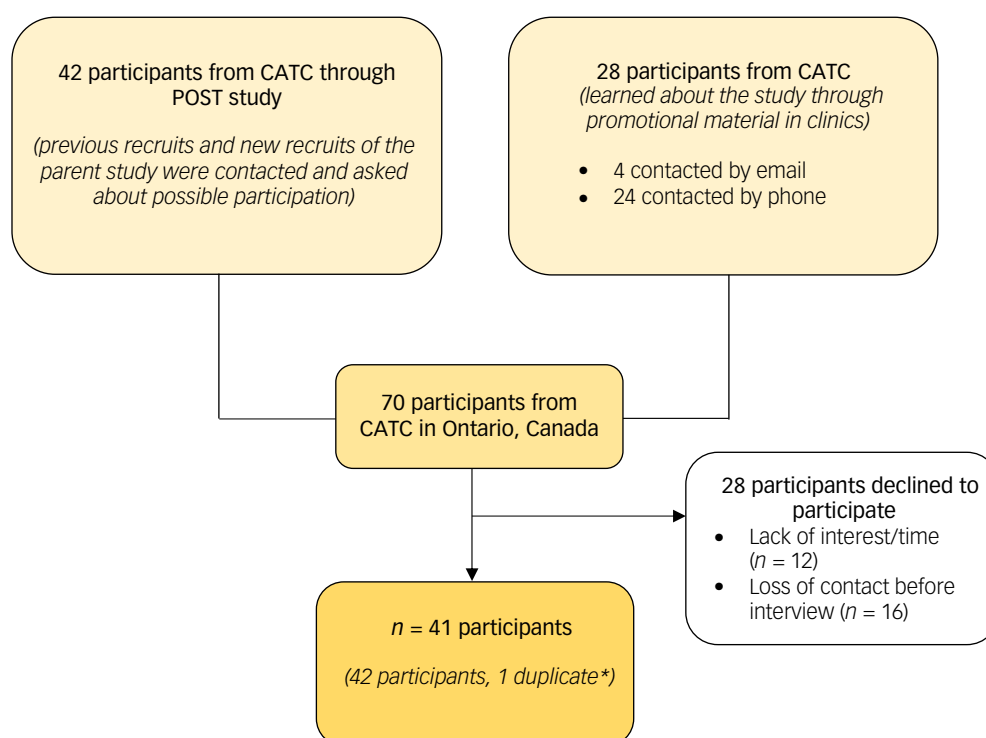 42 participants from CATC through
POST study
(previous recruits and new recruits of the
parent study were contacted and asked
about possible participation)
28 participants from CATC
(learned about the study through
promotional material in clinics)
• 4 contacted by email
• 24 contacted by phone
70 participants from
CATC in Ontario, Canada
28 participants declined to
participate
• Lack of interest/time
(n = 12)
• Loss of contact before
interview (n = 16)
n = 41 participants
(42 participants, 1 duplicate*)